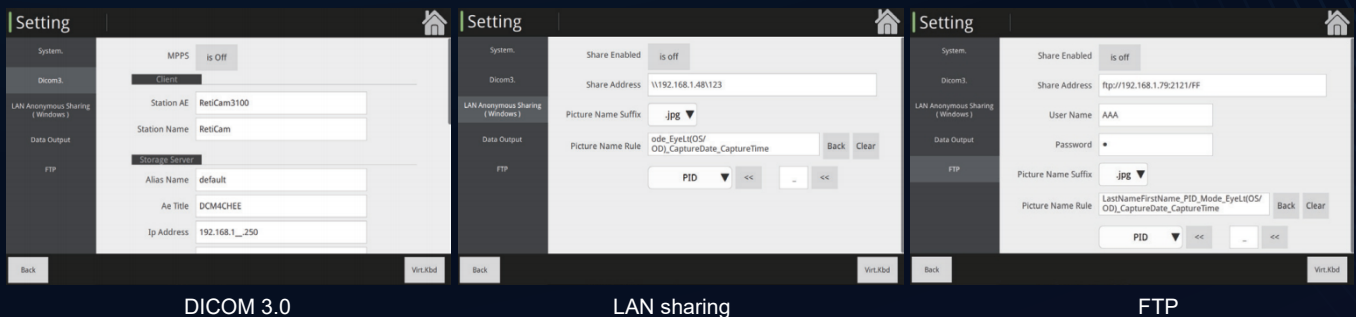 Setting
System.
Dicom3.
LAN Anonymous Sharing
( Windows )
Data Output
FTP
MPPS is Off
Client
Station AE RetiCam3100
Station Name RetiCam
Storage Server
Alias Name default
Ae Title DCM4CHEE
Ip Address 192.168.1__.250
Back Virt.Kbd
DICOM 3.0
Setting
System.
Dicom3.
LAN Anonymous Sharing
( Windows )
Data Output
FTP
Share Enabled is off
Share Address \\192.168.1.48\123
Picture Name Suffix .jpg ▼
Picture Name Rule ode_EyeLt(OS/
OD)_CaptureDate_CaptureTime Back Clear
PID ▼ << _ <<
Back Virt.Kbd
LAN sharing
Setting
System.
Dicom3.
LAN Anonymous Sharing
( Windows )
Data Output
FTP
Share Enabled is off
Share Address ftp://192.168.1.79:2121/FF
User Name AAA
Password •
Picture Name Suffix .jpg ▼
Picture Name Rule LastNameFirstName_PID_Mode_EyeLt(OS/
OD)_CaptureDate_CaptureTime Back Clear
PID ▼ << _ <<
Back Virt.Kbd
FTP